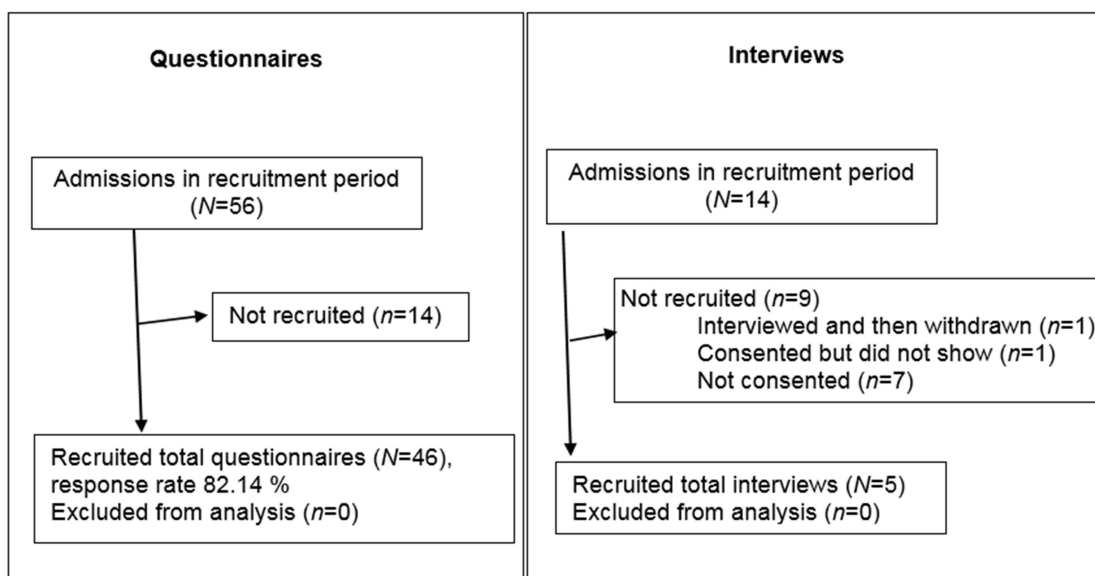 Questionnaires
Admissions in recruitment period
(N=56)
Not recruited (n=14)
Recruited total questionnaires (N=46),
response rate 82.14 %
Excluded from analysis (n=0)
Interviews
Admissions in recruitment period
(N=14)
Not recruited (n=9)
Interviewed and then withdrawn (n=1)
Consented but did not show (n=1)
Not consented (n=7)
Recruited total interviews (N=5)
Excluded from analysis (n=0)